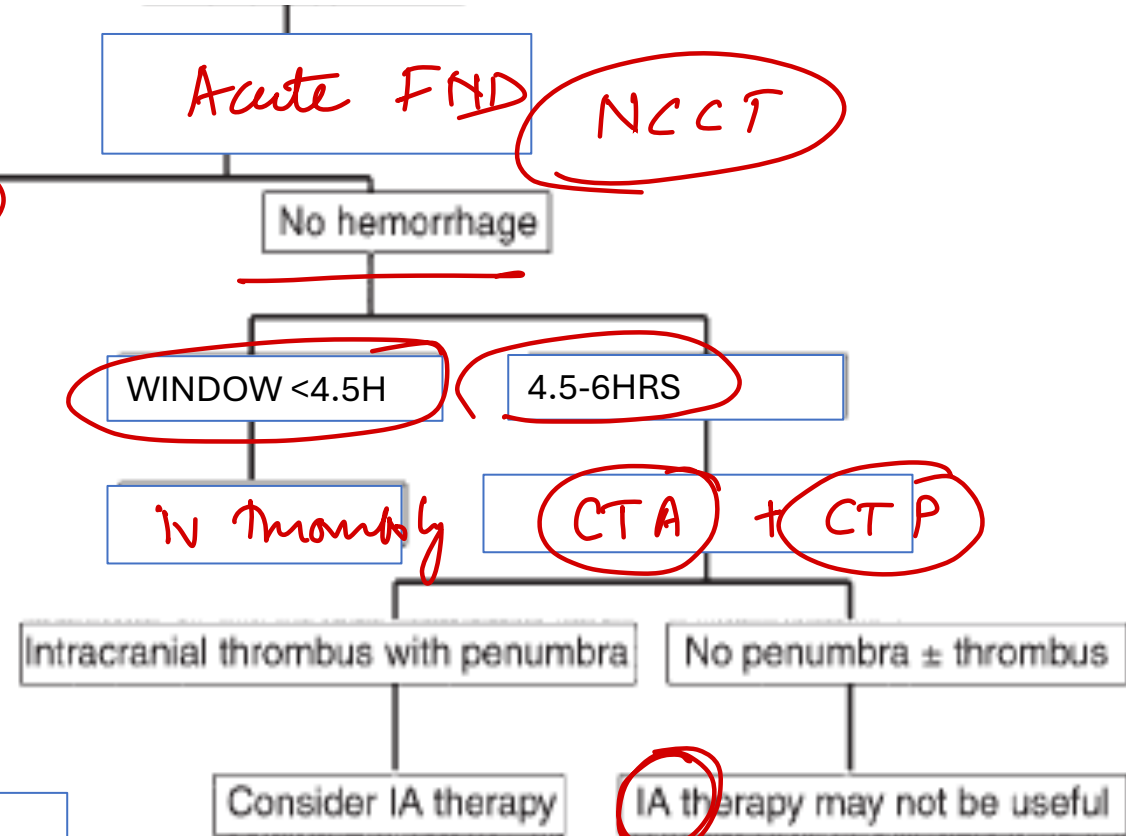 Acute FND
NCCT
No hemorrhage
WINDOW <4.5H
4.5-6HRS
iv thromboly
CTA + CTP
Intracranial thrombus with penumbra
No penumbra ± thrombus
Consider IA therapy
IA therapy may not be useful